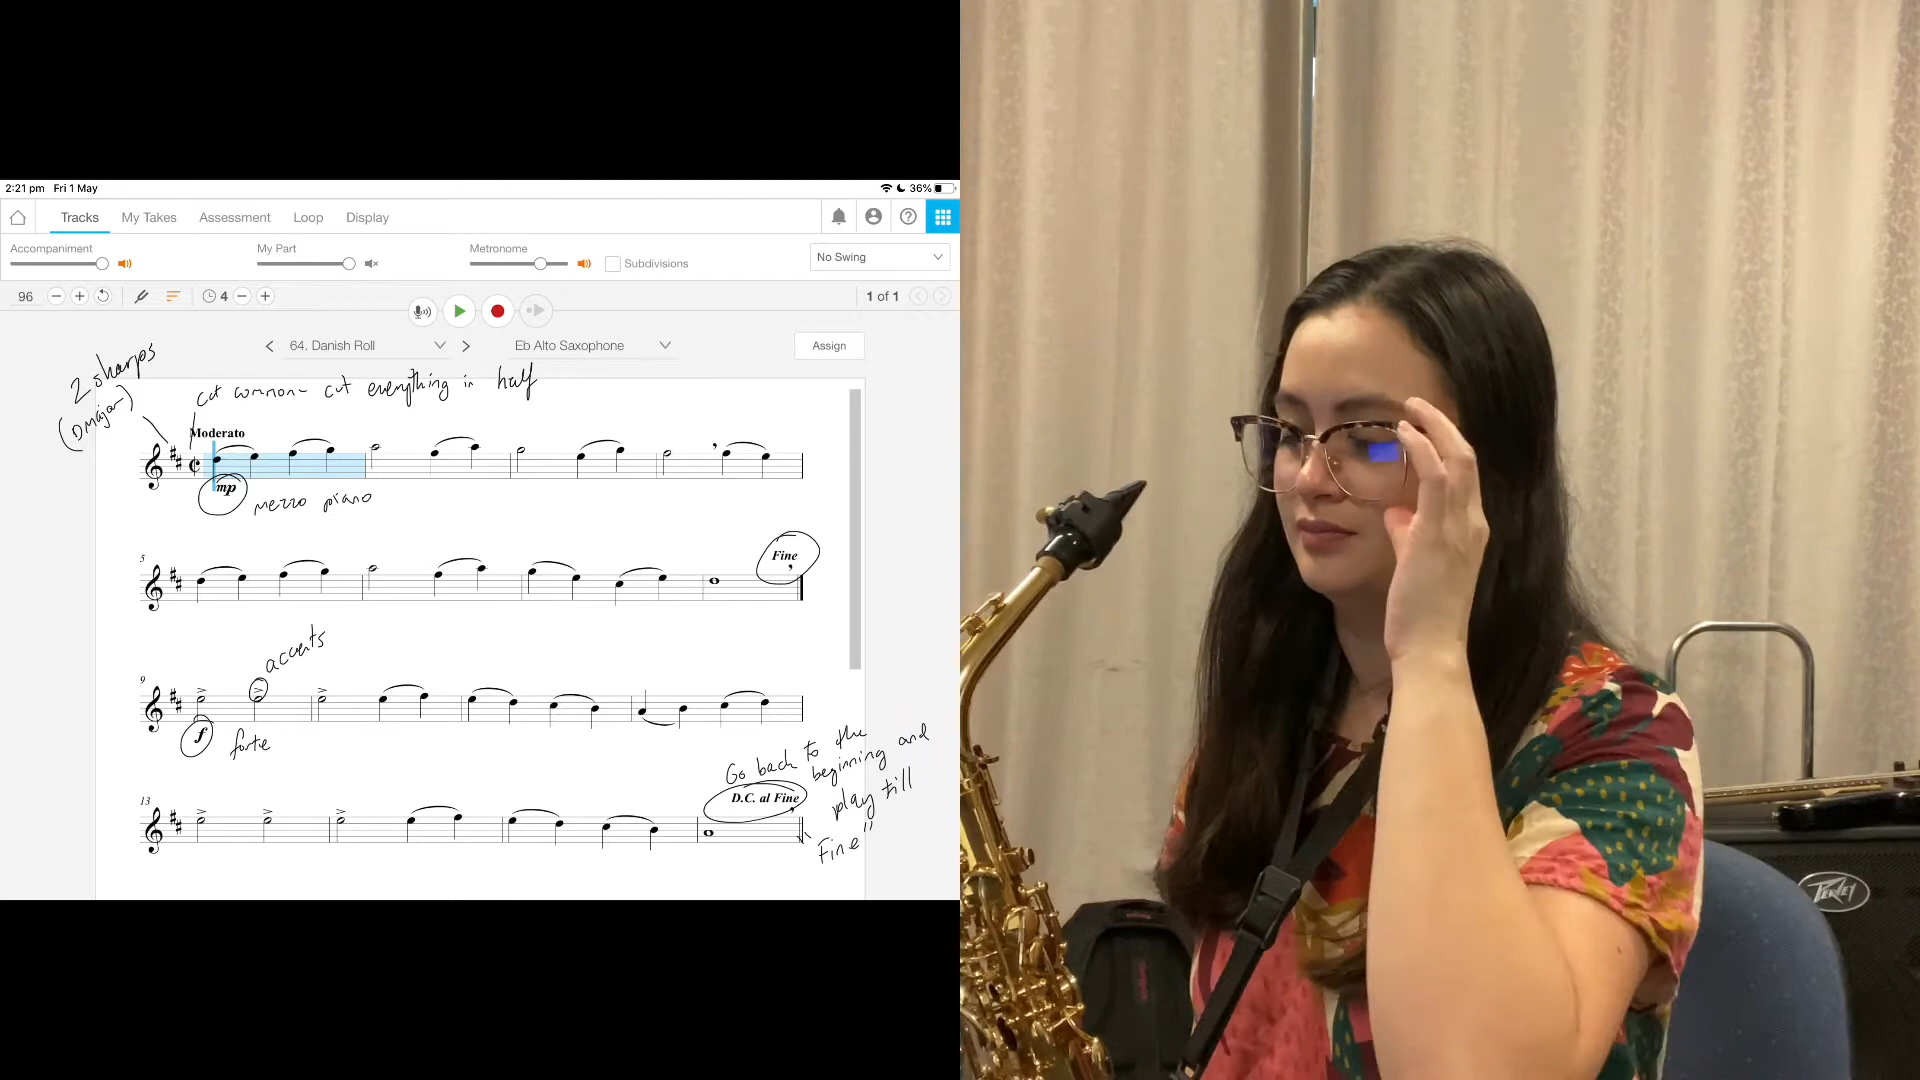 2:21 pm Fri 1 May 36%
Tracks My Takes Assessment Loop Display
Accompaniment My Part Metronome
Subdivisions No Swing
96 4 1 of 1
64. Danish Roll Eb Alto Saxophone Assign
2 sharps
(D major)
cut common - cut everything in half
Moderato
mp mezzo piano
5
Fine
accents
9
f forte
Go back to the
beginning and
play till
"Fine"
13
D.C. al Fine
PEAVEY